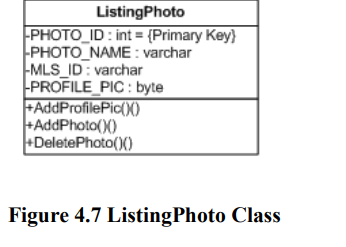 ListingPhoto
-PHOTO_ID : int = {Primary Key}
-PHOTO_NAME : varchar
-MLS_ID : varchar
-PROFILE_PIC : byte
+AddProfilePic()()
+AddPhoto()()
+DeletePhoto()()
Figure 4.7 ListingPhoto Class